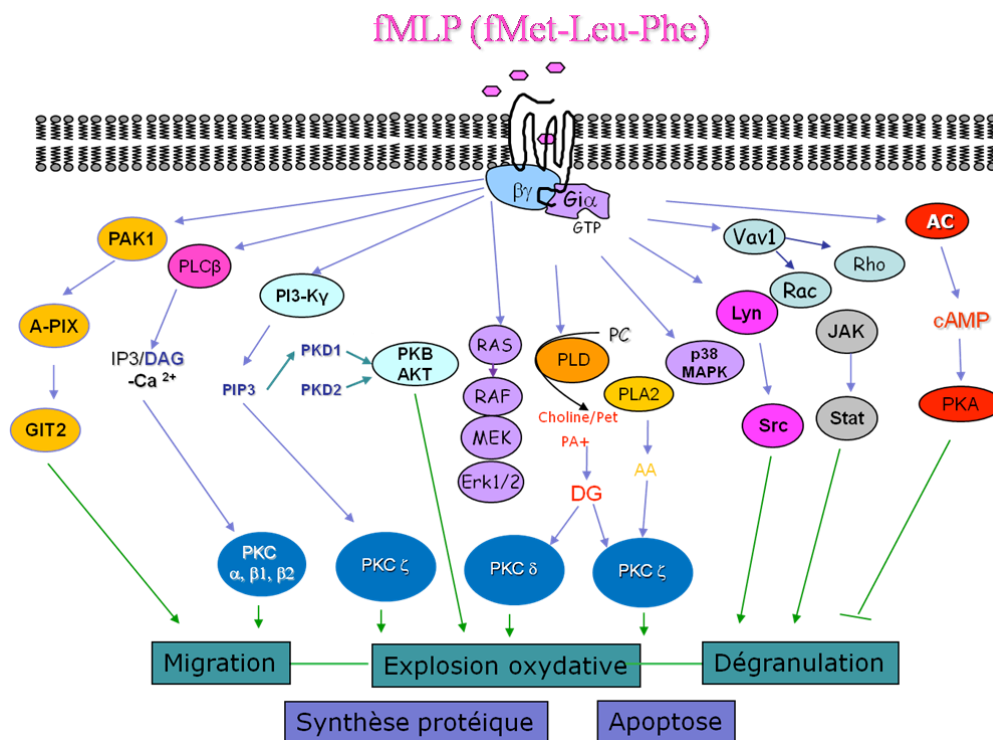 fMLP (fMet-Leu-Phe)
βγ
Giα
GTP
PAK1
PLCβ
PI3-Kγ
A-PIX
IP3/DAG
-Ca 2+
GIT2
PIP3
PKD1
PKD2
PKB
AKT
RAS
RAF
MEK
Erk1/2
PC
PLD
Choline/Pet
PA+
DG
PLA2
AA
p38
MAPK
Lyn
Src
Vav1
Rac
Rho
JAK
Stat
AC
cAMP
PKA
PKC
α, β1, β2
PKC ζ
PKC δ
PKC ζ
Migration
Explosion oxydative
Dégranulation
Synthèse protéique
Apoptose